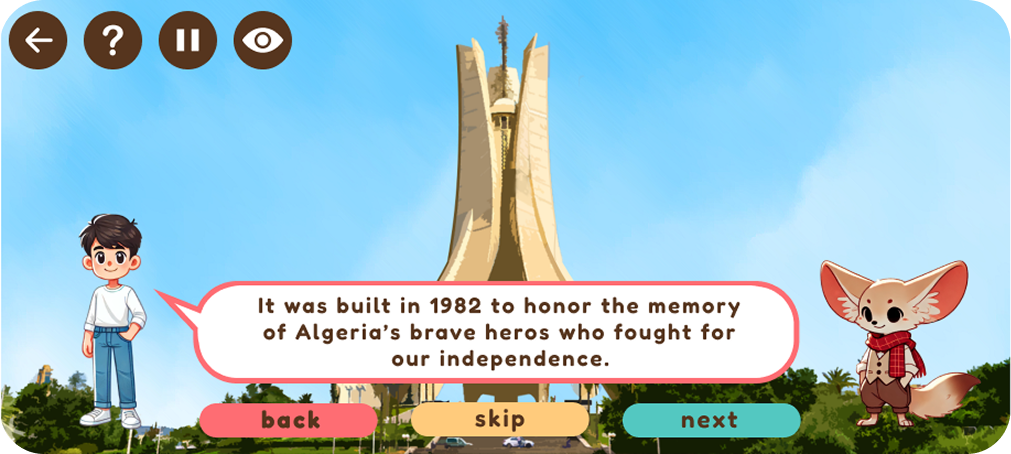 ?
It was built in 1982 to honor the memory
of Algeria's brave heros who fought for
our independence.
back
skip
next